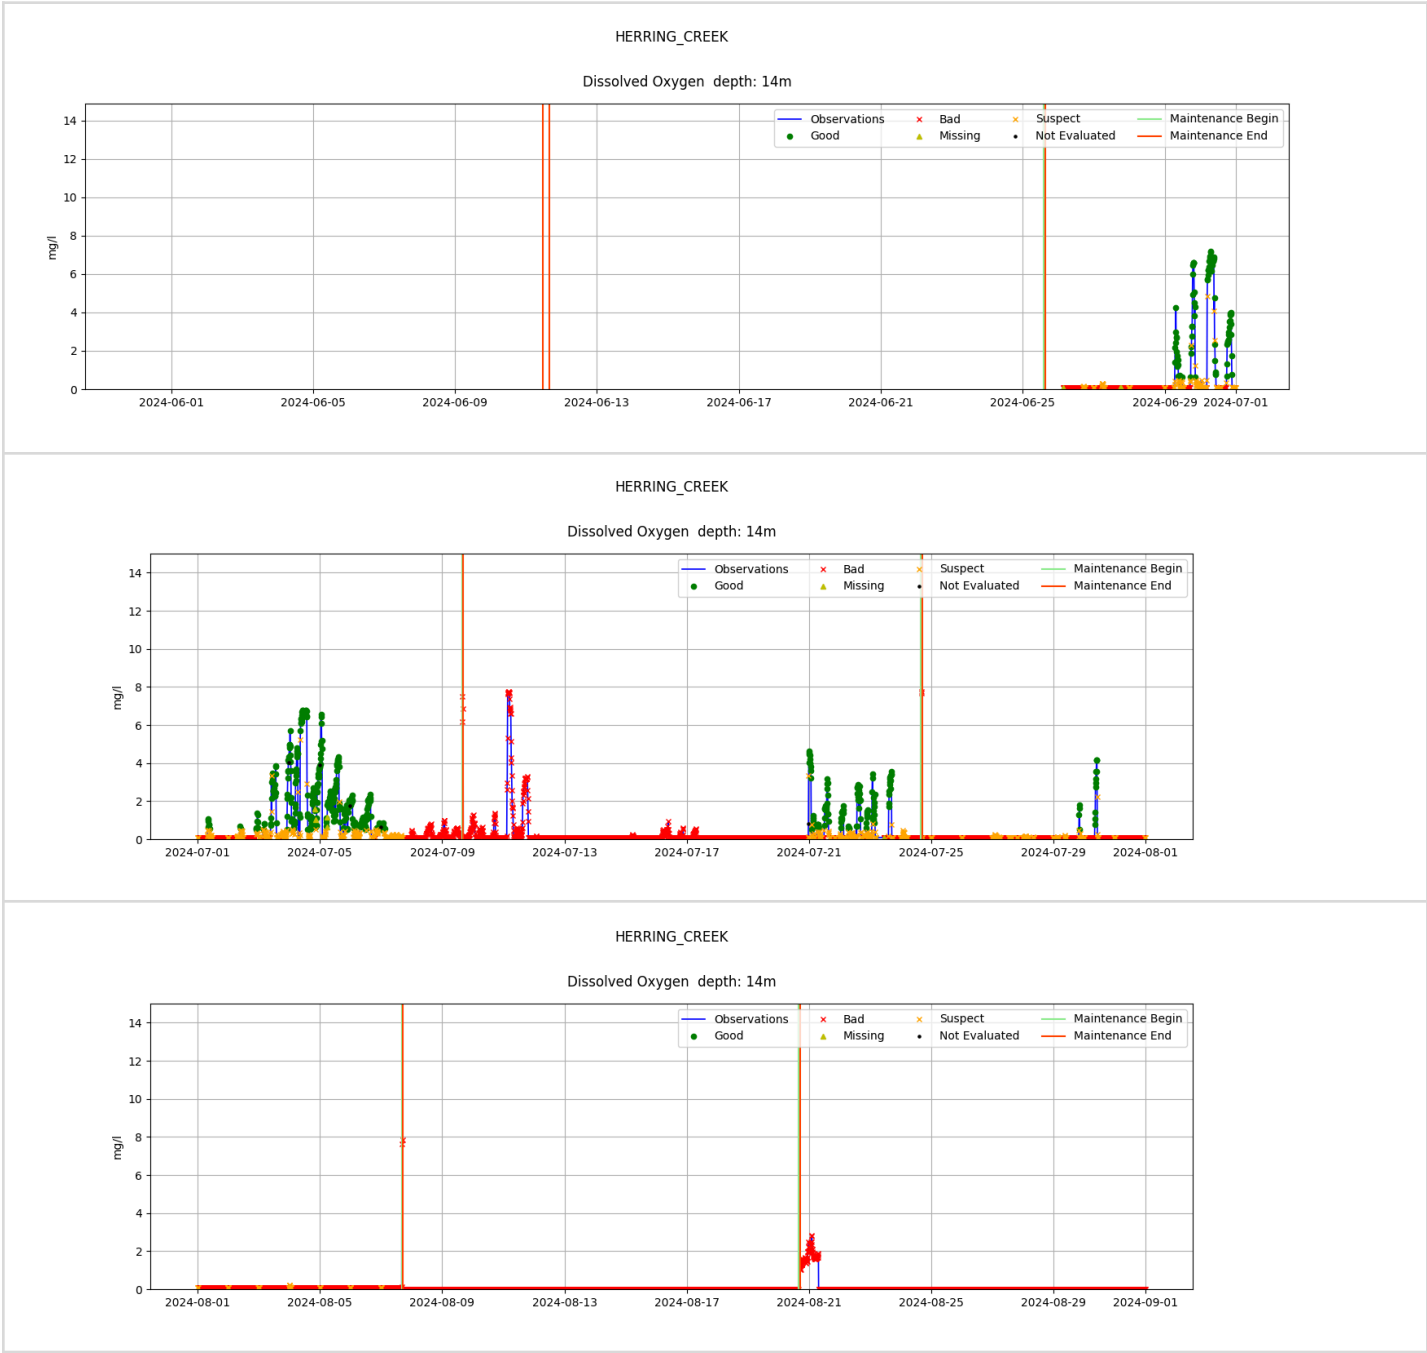 HERRING_CREEK
Dissolved Oxygen  depth: 14m
Observations Bad Suspect Maintenance Begin
Good Missing Not Evaluated Maintenance End
14
12
10
8
6
4
2
0
mg/l
2024-06-01 2024-06-05 2024-06-09 2024-06-13 2024-06-17 2024-06-21 2024-06-25 2024-06-29 2024-07-01
HERRING_CREEK
Dissolved Oxygen  depth: 14m
Observations Bad Suspect Maintenance Begin
Good Missing Not Evaluated Maintenance End
14
12
10
8
6
4
2
0
mg/l
2024-07-01 2024-07-05 2024-07-09 2024-07-13 2024-07-17 2024-07-21 2024-07-25 2024-07-29 2024-08-01
HERRING_CREEK
Dissolved Oxygen  depth: 14m
Observations Bad Suspect Maintenance Begin
Good Missing Not Evaluated Maintenance End
14
12
10
8
6
4
2
0
mg/l
2024-08-01 2024-08-05 2024-08-09 2024-08-13 2024-08-17 2024-08-21 2024-08-25 2024-08-29 2024-09-01